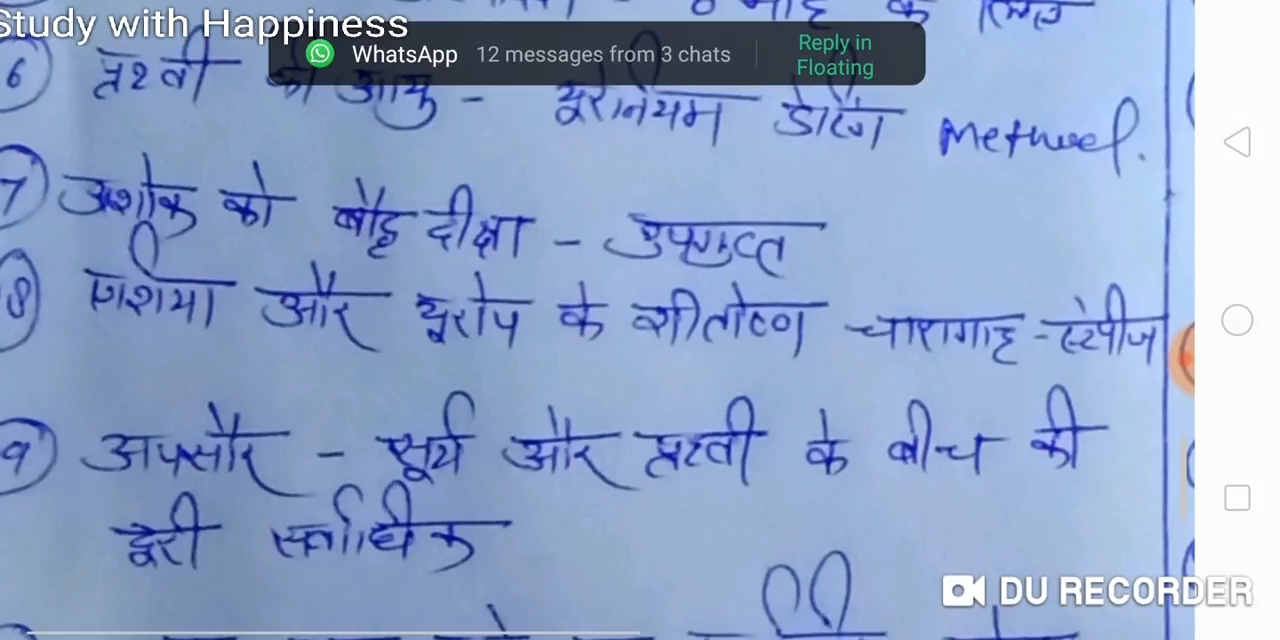 Study with Happiness
WhatsApp 12 messages from 3 chats
Reply in
Floating
माह के लिए
6 पृथ्वी की आयु - यूरेनियम डेटिंग Method.
7 अशोक को बौद्ध दीक्षा - उपगुप्त
8 एशिया और यूरोप के शीतोष्ण चारागाह - स्टेपीज
9 अपसौर - सूर्य और पृथ्वी के बीच की
दूरी सर्वाधिक
DU RECORDER